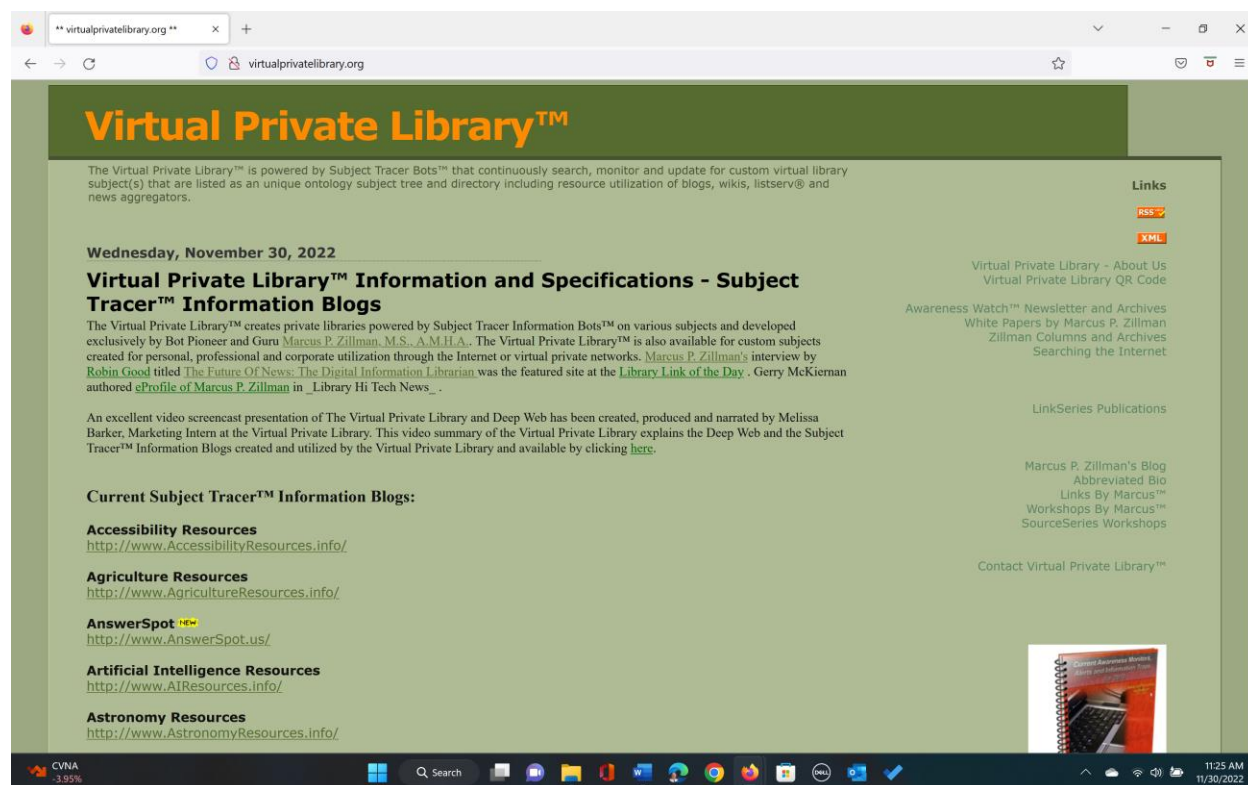 ** virtualprivatelibrary.org **
virtualprivatelibrary.org
Virtual Private Library™
The Virtual Private Library™ is powered by Subject Tracer Bots™ that continuously search, monitor and update for custom virtual library
subject(s) that are listed as an unique ontology subject tree and directory including resource utilization of blogs, wikis, listserv® and
news aggregators.
Wednesday, November 30, 2022
Virtual Private Library™ Information and Specifications - Subject
Tracer™ Information Blogs
The Virtual Private Library™ creates private libraries powered by Subject Tracer Information Bots™ on various subjects and developed
exclusively by Bot Pioneer and Guru Marcus P. Zillman, M.S., A.M.H.A.. The Virtual Private Library™ is also available for custom subjects
created for personal, professional and corporate utilization through the Internet or virtual private networks. Marcus P. Zillman's interview by
Robin Good titled The Future Of News: The Digital Information Librarian was the featured site at the Library Link of the Day . Gerry McKiernan
authored eProfile of Marcus P. Zillman in _Library Hi Tech News_ .
An excellent video screencast presentation of The Virtual Private Library and Deep Web has been created, produced and narrated by Melissa
Barker, Marketing Intern at the Virtual Private Library. This video summary of the Virtual Private Library explains the Deep Web and the Subject
Tracer™ Information Blogs created and utilized by the Virtual Private Library and available by clicking here.
Current Subject Tracer™ Information Blogs:
Accessibility Resources
http://www.AccessibilityResources.info/
Agriculture Resources
http://www.AgricultureResources.info/
AnswerSpot NEW
http://www.AnswerSpot.us/
Artificial Intelligence Resources
http://www.AIResources.info/
Astronomy Resources
http://www.AstronomyResources.info/
Links
RSS
XML
Virtual Private Library - About Us
Virtual Private Library QR Code
Awareness Watch™ Newsletter and Archives
White Papers by Marcus P. Zillman
Zillman Columns and Archives
Searching the Internet
LinkSeries Publications
Marcus P. Zillman's Blog
Abbreviated Bio
Links By Marcus™
Workshops By Marcus™
SourceSeries Workshops
Contact Virtual Private Library™
Current Awareness Monitors,
Alerts and Information Traps
CVNA
-3.95%
Search
DELL
11:25 AM
11/30/2022